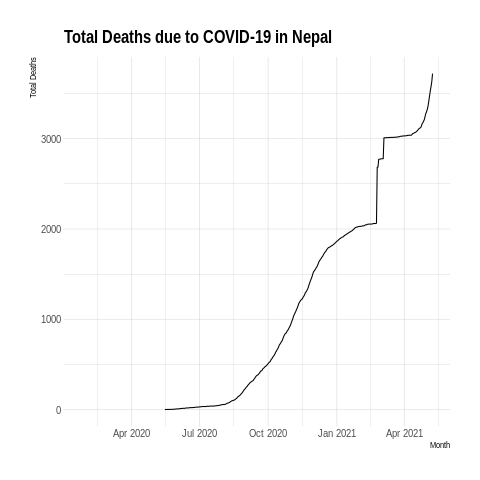 Total Deaths due to COVID-19 in Nepal
Total Deaths
3000
2000
1000
0
Apr 2020 Jul 2020 Oct 2020 Jan 2021 Apr 2021
Month